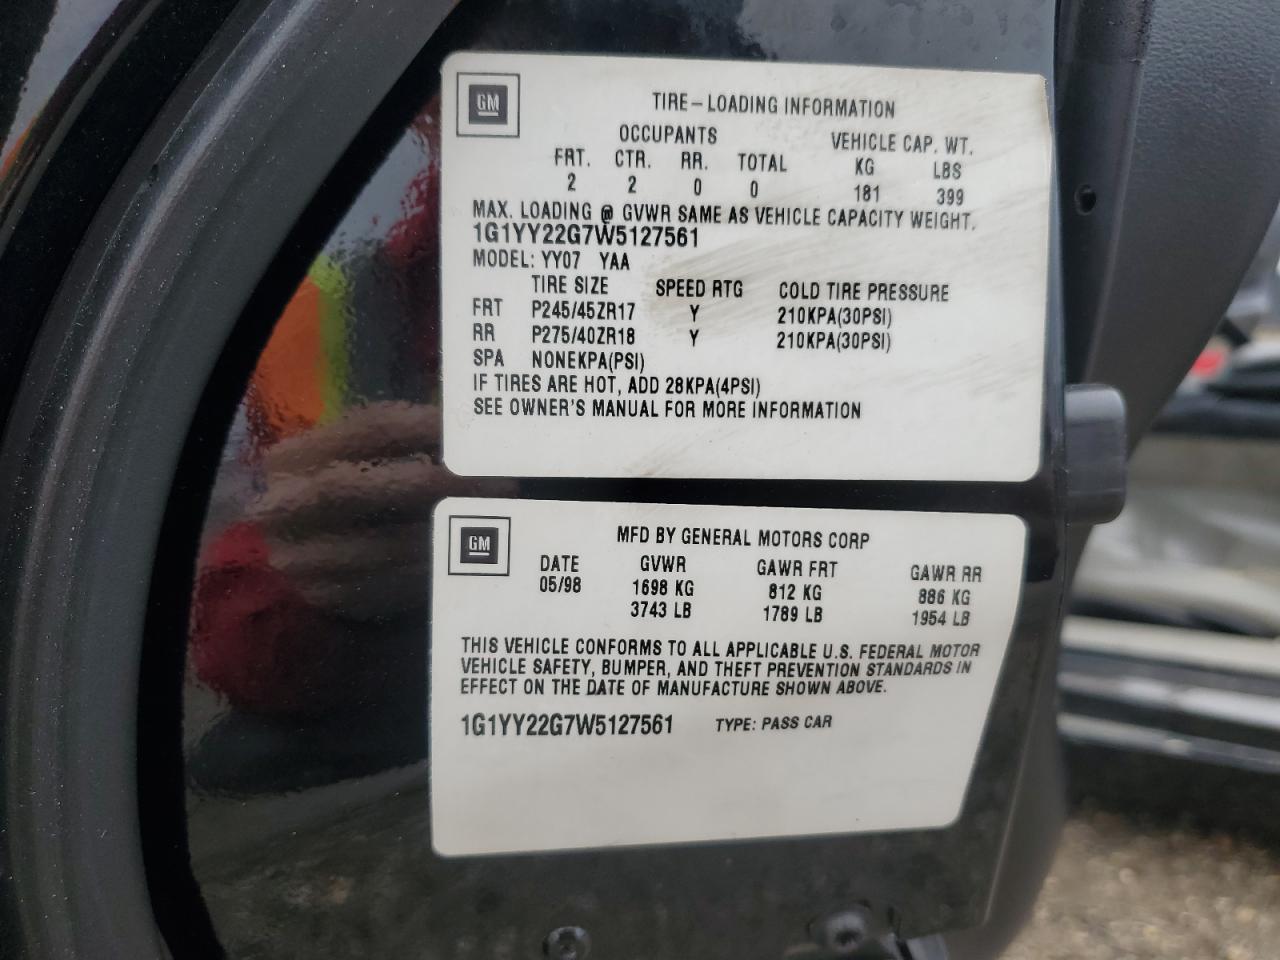 GM
TIRE-LOADING INFORMATION
OCCUPANTS VEHICLE CAP. WT.
FRT. CTR. RR. TOTAL KG LBS
2 2 0 0 181 399
MAX. LOADING @ GVWR SAME AS VEHICLE CAPACITY WEIGHT.
1G1YY22G7W5127561
MODEL: YY07 YAA
TIRE SIZE SPEED RTG COLD TIRE PRESSURE
FRT P245/45ZR17 Y 210KPA(30PSI)
RR P275/40ZR18 Y 210KPA(30PSI)
SPA NONEKPA(PSI)
IF TIRES ARE HOT, ADD 28KPA(4PSI)
SEE OWNER'S MANUAL FOR MORE INFORMATION
GM
MFD BY GENERAL MOTORS CORP
DATE GVWR GAWR FRT GAWR RR
05/98 1698 KG 812 KG 886 KG
3743 LB 1789 LB 1954 LB
THIS VEHICLE CONFORMS TO ALL APPLICABLE U.S. FEDERAL MOTOR
VEHICLE SAFETY, BUMPER, AND THEFT PREVENTION STANDARDS IN
EFFECT ON THE DATE OF MANUFACTURE SHOWN ABOVE.
1G1YY22G7W5127561 TYPE: PASS CAR